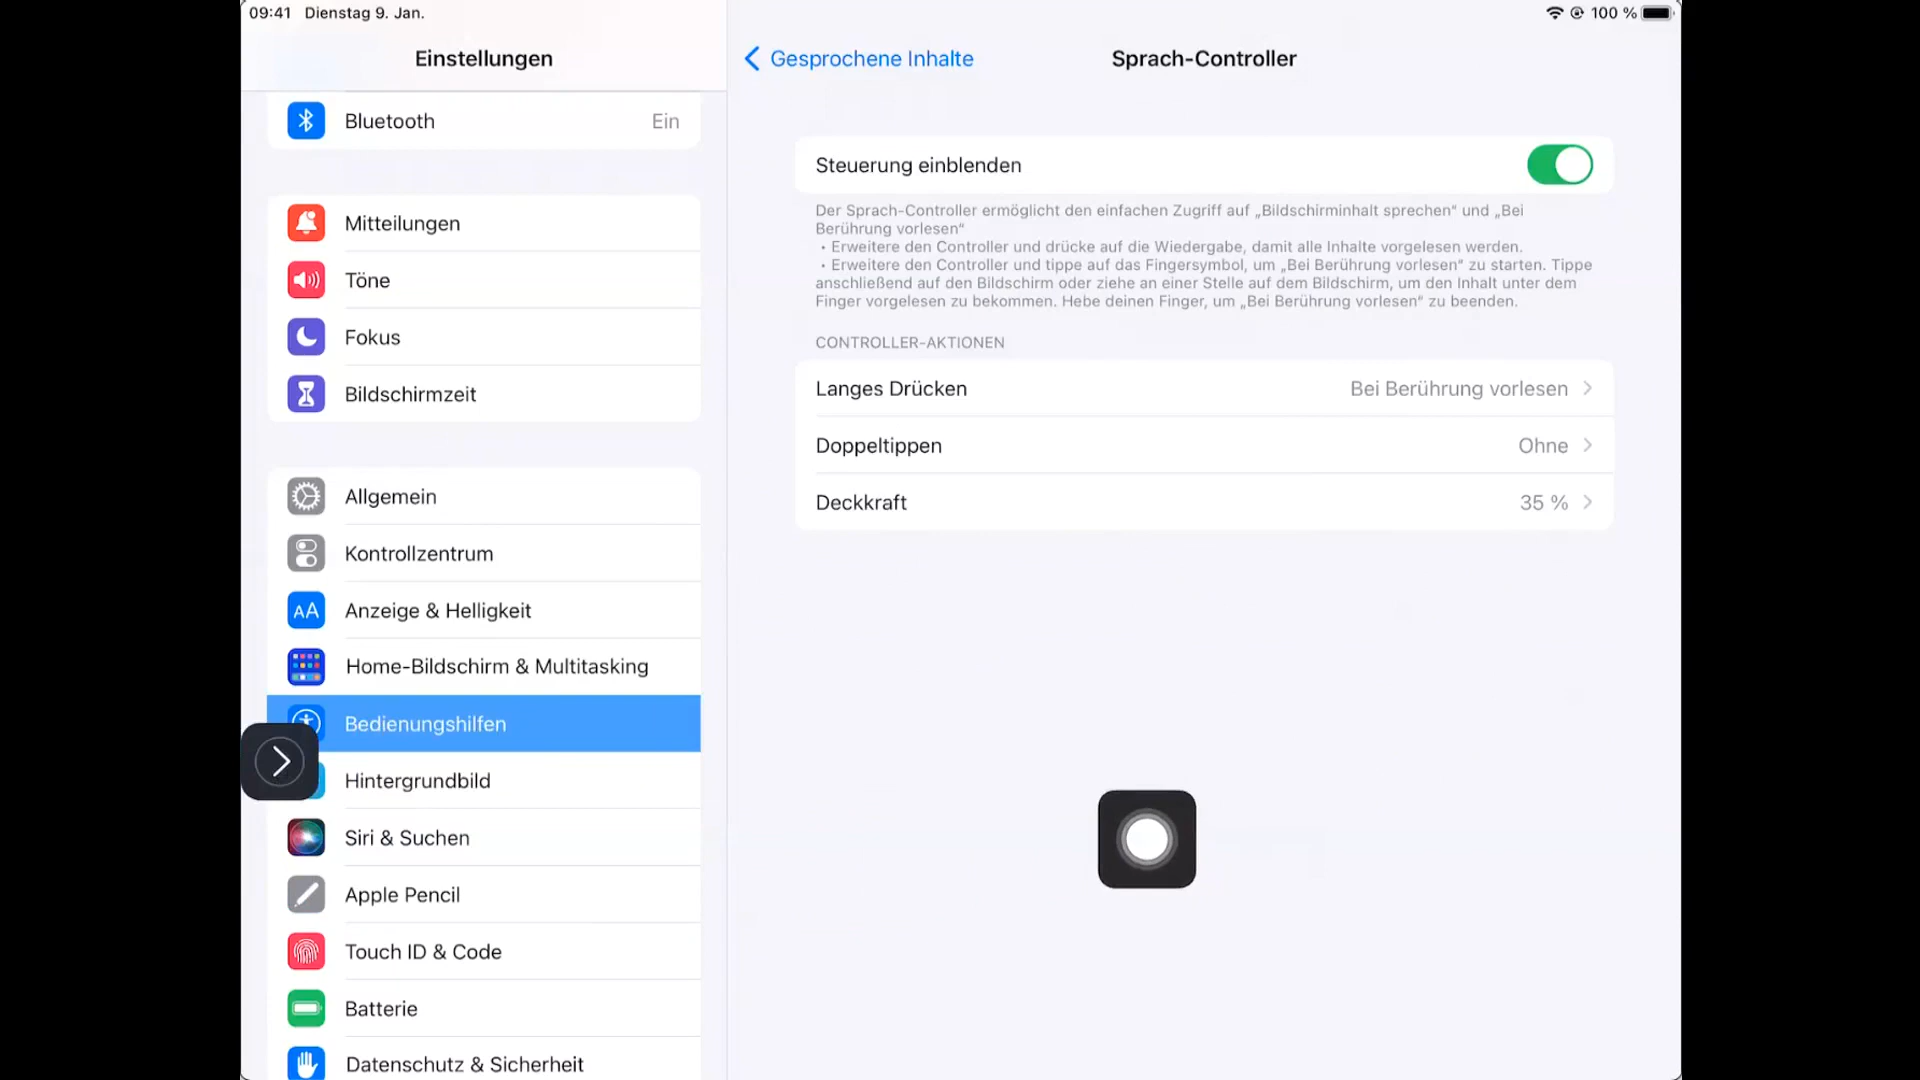 09:41 Dienstag 9. Jan.
100 %
Einstellungen
Bluetooth
Ein
Mitteilungen
Töne
Fokus
Bildschirmzeit
Allgemein
Kontrollzentrum
AA
Anzeige & Helligkeit
Home-Bildschirm & Multitasking
Bedienungshilfen
Hintergrundbild
Siri & Suchen
Apple Pencil
Touch ID & Code
Batterie
Datenschutz & Sicherheit
Gesprochene Inhalte
Sprach-Controller
Steuerung einblenden
Der Sprach-Controller ermöglicht den einfachen Zugriff auf „Bildschirminhalt sprechen“ und „Bei
Berührung vorlesen“
• Erweitere den Controller und drücke auf die Wiedergabe, damit alle Inhalte vorgelesen werden.
• Erweitere den Controller und tippe auf das Fingersymbol, um „Bei Berührung vorlesen“ zu starten. Tippe
anschließend auf den Bildschirm oder ziehe an einer Stelle auf dem Bildschirm, um den Inhalt unter dem
Finger vorgelesen zu bekommen. Hebe deinen Finger, um „Bei Berührung vorlesen“ zu beenden.
CONTROLLER-AKTIONEN
Langes Drücken
Bei Berührung vorlesen
Doppeltippen
Ohne
Deckkraft
35 %